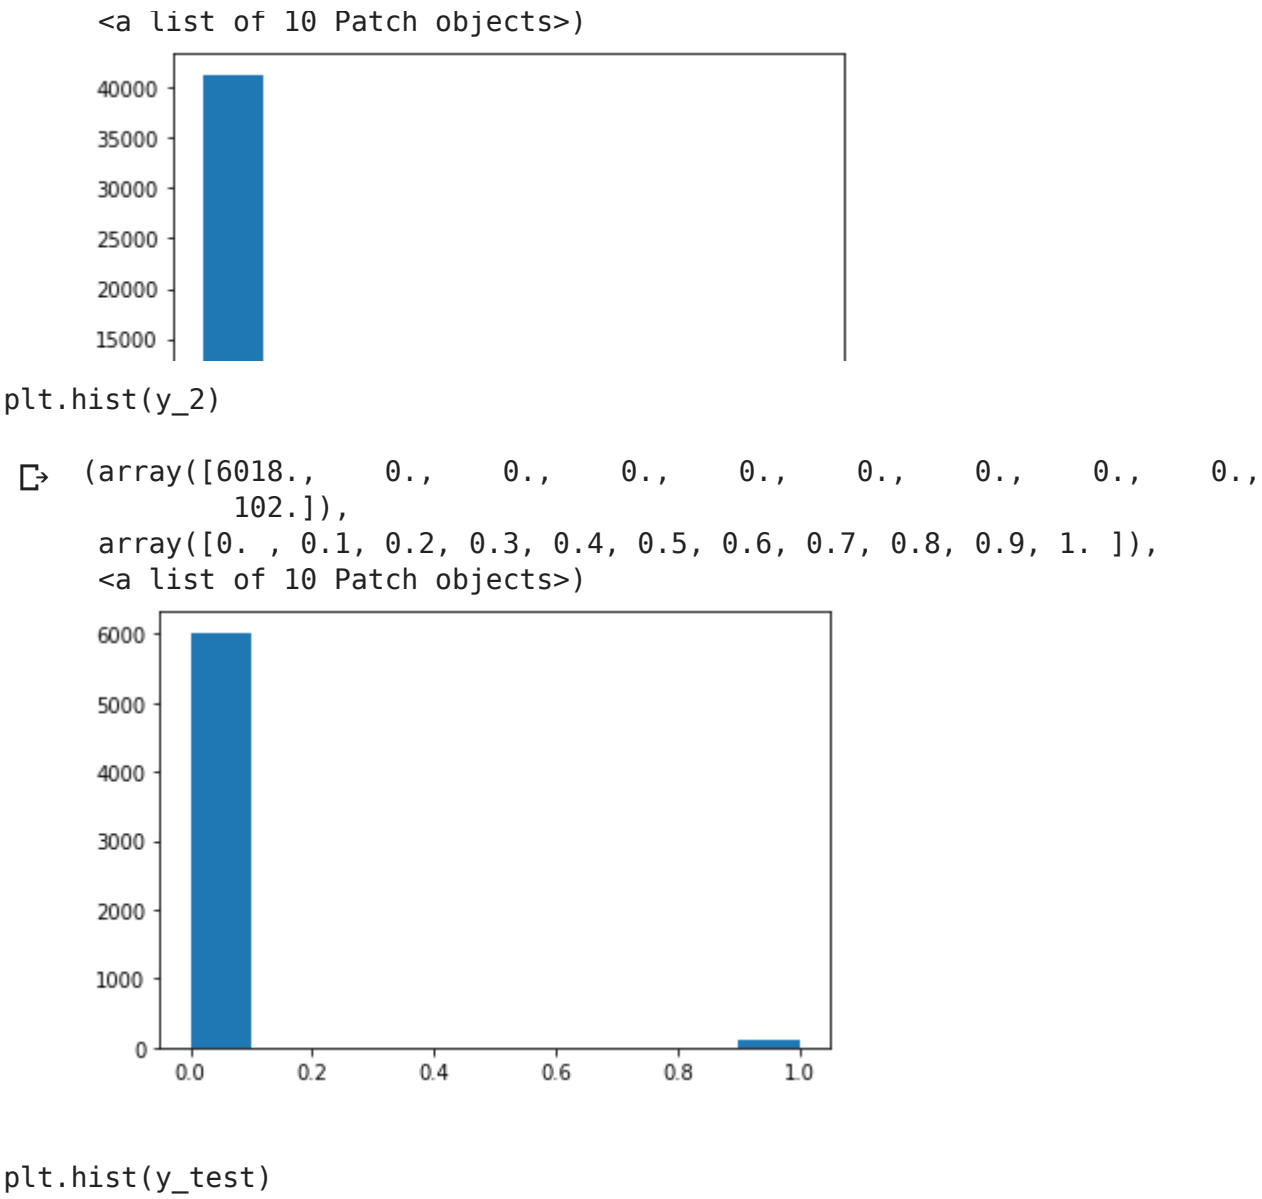 <a list of 10 Patch objects>)
40000
35000
30000
25000
20000
15000
plt.hist(y_2)
(array([6018., 0., 0., 0., 0., 0., 0., 0., 0.,
102.]),
array([0. , 0.1, 0.2, 0.3, 0.4, 0.5, 0.6, 0.7, 0.8, 0.9, 1. ]),
<a list of 10 Patch objects>)
6000
5000
4000
3000
2000
1000
0
0.0 0.2 0.4 0.6 0.8 1.0
plt.hist(y_test)